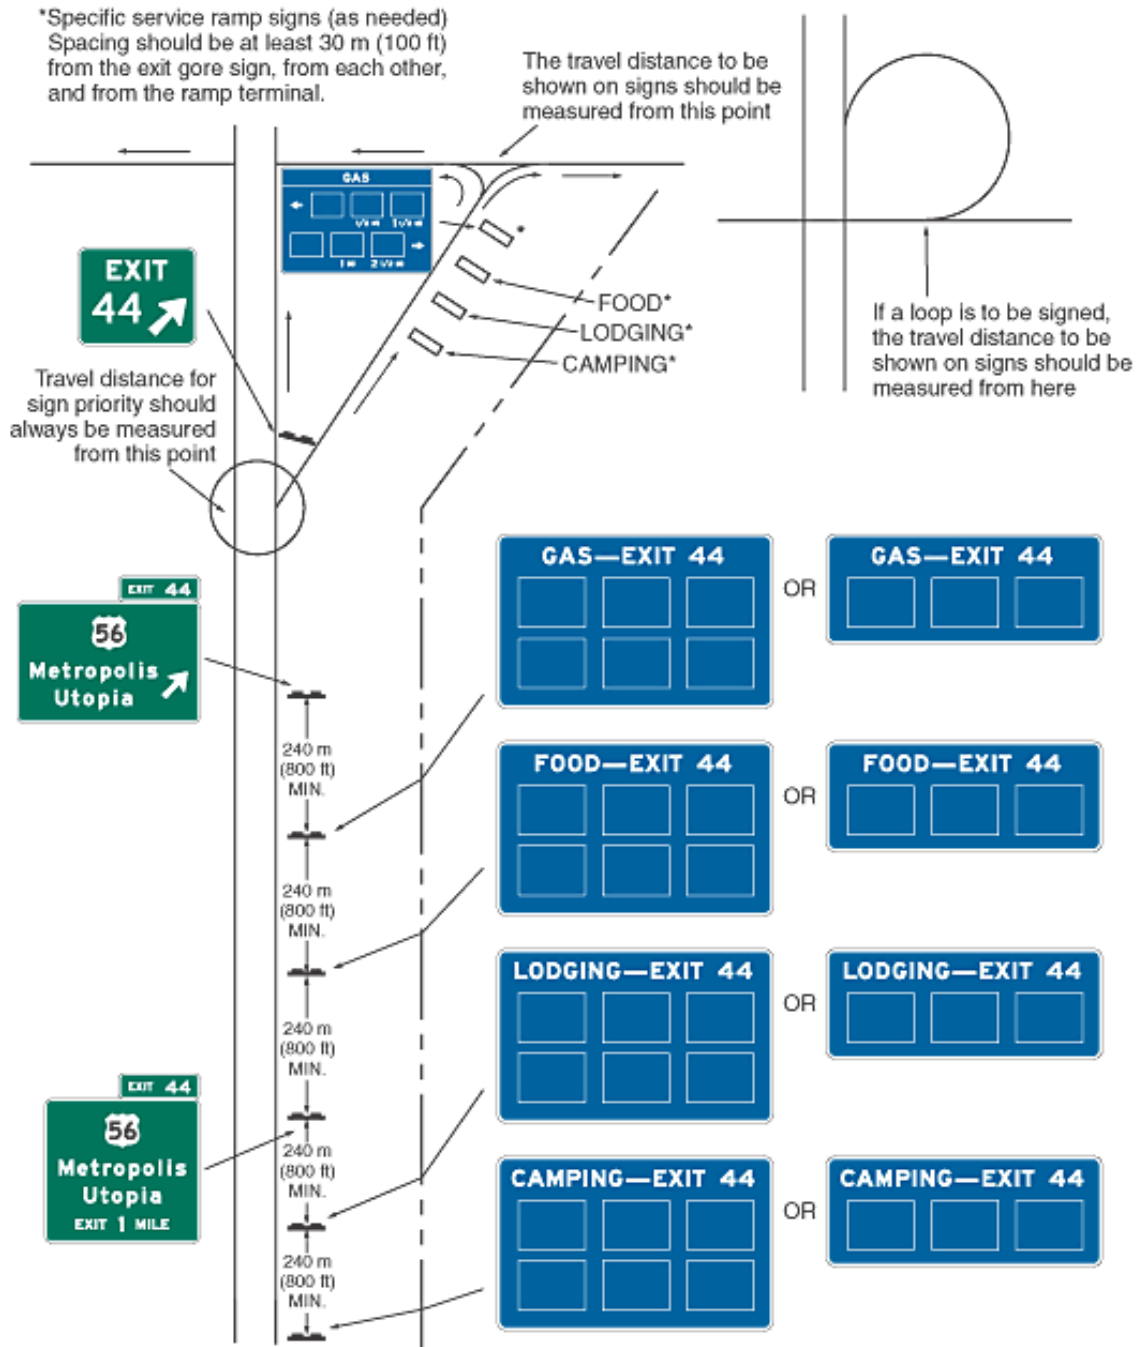 *Specific service ramp signs (as needed)
Spacing should be at least 30 m (100 ft)
from the exit gore sign, from each other,
and from the ramp terminal.
The travel distance to be
shown on signs should be
measured from this point
GAS
*
EXIT
44
FOOD*
LODGING*
CAMPING*
If a loop is to be signed,
the travel distance to be
shown on signs should be
measured from here
Travel distance for
sign priority should
always be measured
from this point
EXIT 44
56
Metropolis
Utopia
240 m
(800 ft)
MIN.
GAS—EXIT 44
OR
GAS—EXIT 44
240 m
(800 ft)
MIN.
FOOD—EXIT 44
OR
FOOD—EXIT 44
240 m
(800 ft)
MIN.
LODGING—EXIT 44
OR
LODGING—EXIT 44
EXIT 44
56
Metropolis
Utopia
EXIT 1 MILE
240 m
(800 ft)
MIN.
240 m
(800 ft)
MIN.
CAMPING—EXIT 44
OR
CAMPING—EXIT 44